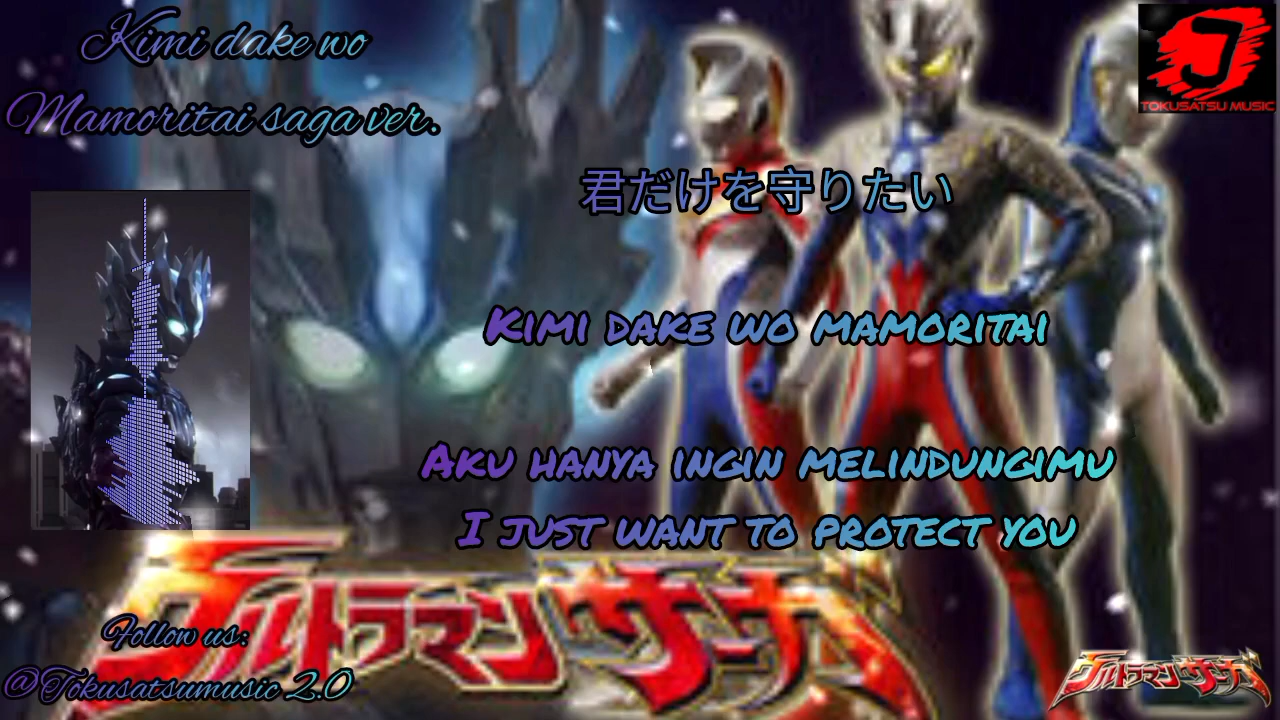 Kimi dake wo
Mamoritai saga ver.
J
TOKUSATSU MUSIC
君だけを守りたい
Kimi dake wo mamoritai
Aku hanya ingin melindungimu
I just want to protect you
ウルトラマンサーガ
Follow us:
@Tokusatsumusic 2.0
ウルトラマンサーガ